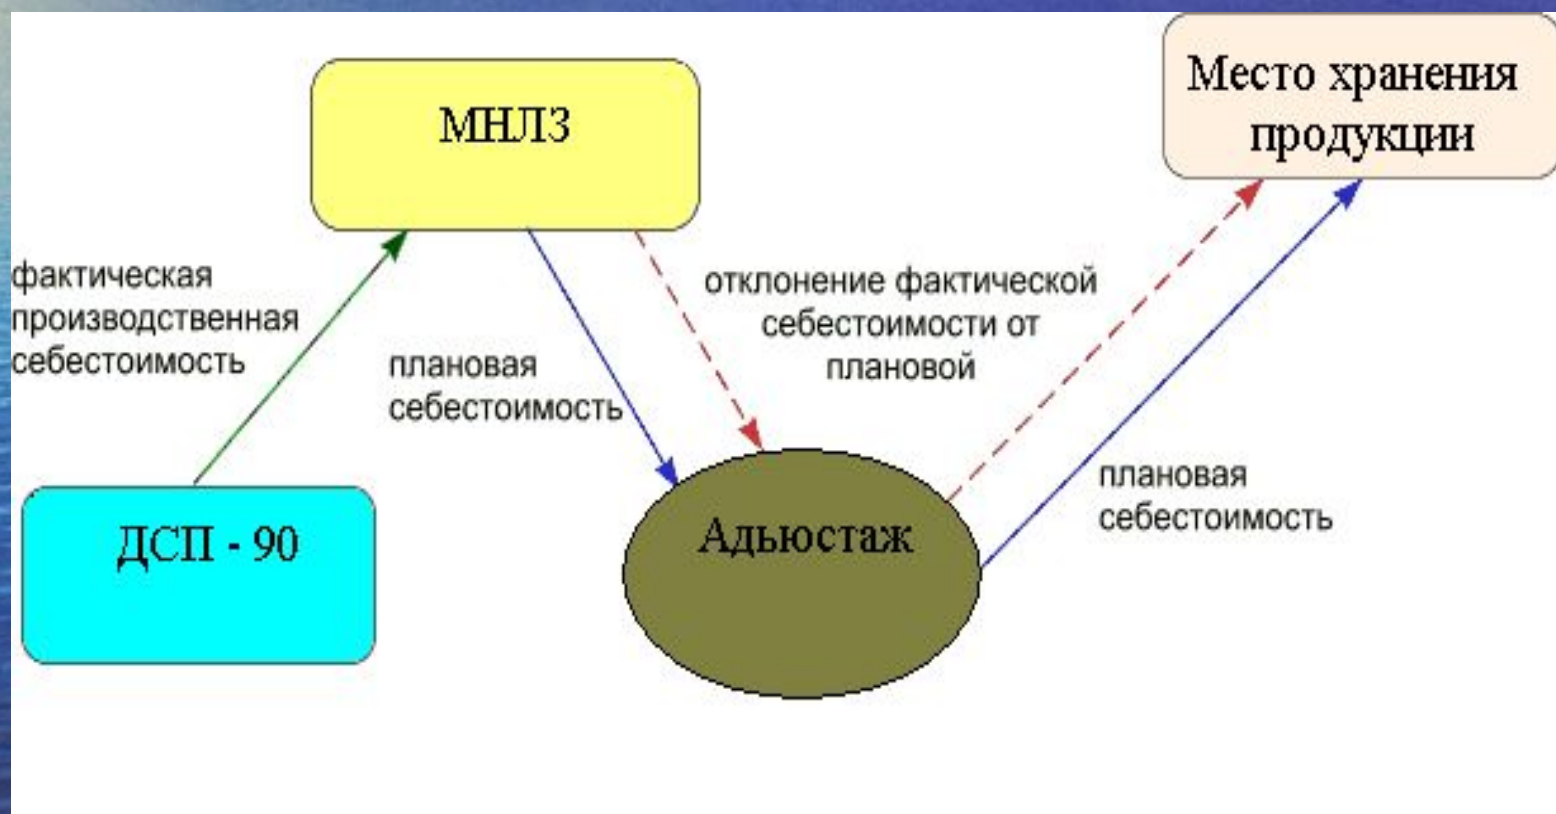 МНЛЗ
Место хранения
продукции
фактическая
производственная
себестоимость
плановая
себестоимость
отклонение фактической
себестоимости от
плановой
плановая
себестоимость
ДСП - 90
Адьюстаж